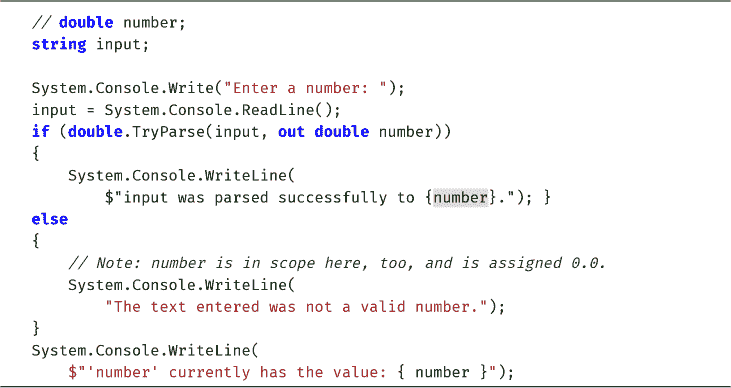 // double number;
string input;
System.Console.Write("Enter a number: ");
input = System.Console.ReadLine();
if (double.TryParse(input, out double number))
{
System.Console.WriteLine(
$"input was parsed successfully to {number}."); }
else
{
// Note: number is in scope here, too, and is assigned 0.0.
System.Console.WriteLine(
"The text entered was not a valid number.");
}
System.Console.WriteLine(
$"'number' currently has the value: { number }");